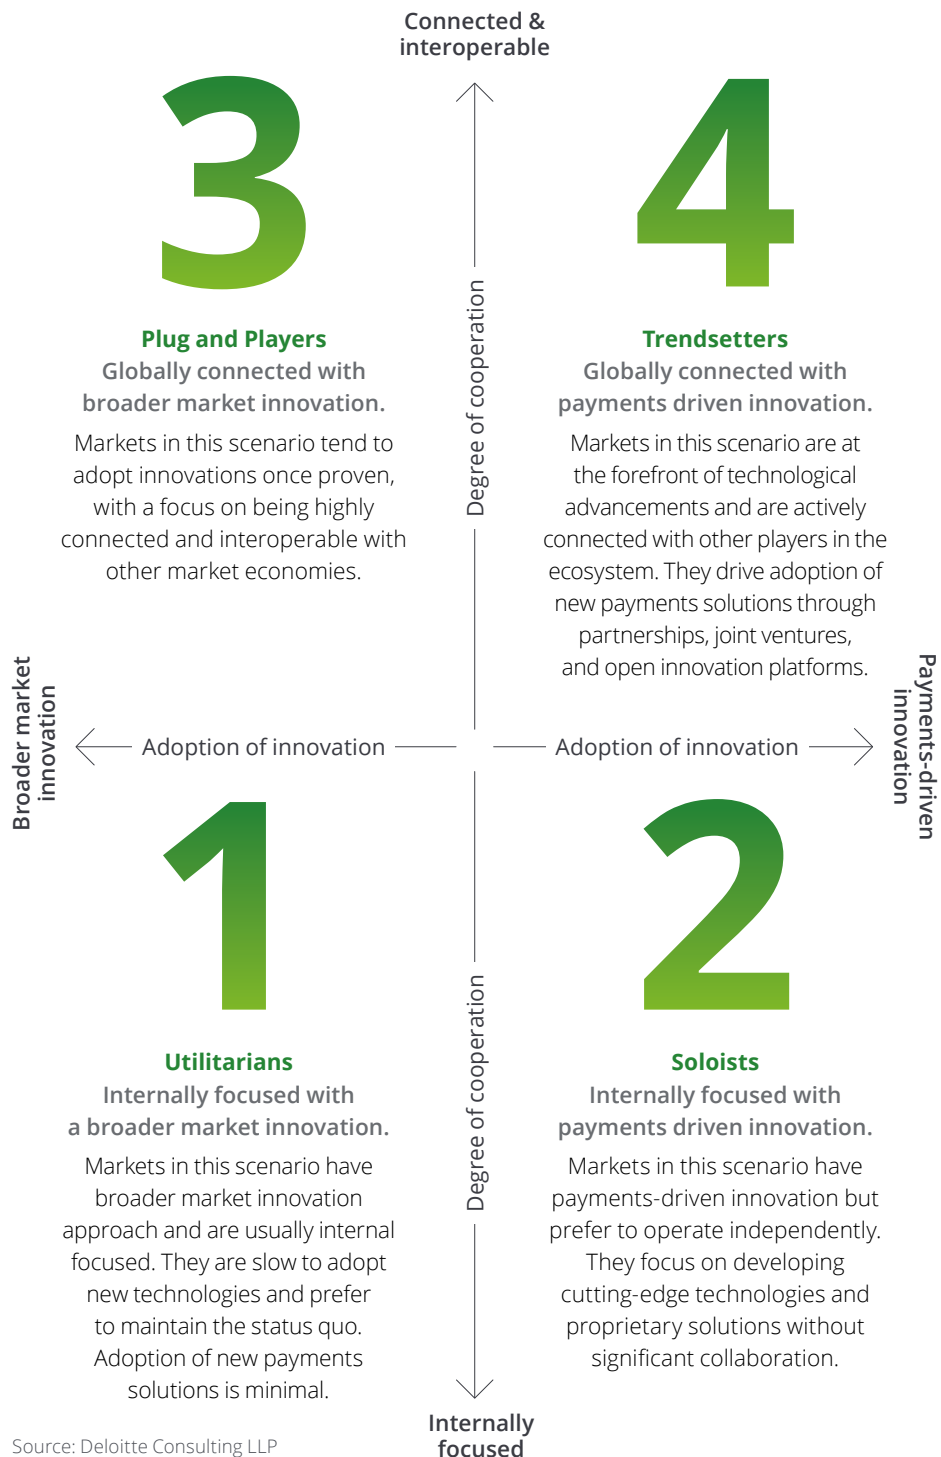 Connected &
interoperable
3
Plug and Players
Globally connected with
broader market innovation.
Markets in this scenario tend to
adopt innovations once proven,
with a focus on being highly
connected and interoperable with
other market economies.
Degree of cooperation
4
Trendsetters
Globally connected with
payments driven innovation.
Markets in this scenario are at
the forefront of technological
advancements and are actively
connected with other players in the
ecosystem. They drive adoption of
new payments solutions through
partnerships, joint ventures,
and open innovation platforms.
Broader market
innovation
Adoption of innovation
Adoption of innovation
Payments-driven
innovation
1
Utilitarians
Internally focused with
a broader market innovation.
Markets in this scenario have
broader market innovation
approach and are usually internal
focused. They are slow to adopt
new technologies and prefer
to maintain the status quo.
Adoption of new payments
solutions is minimal.
Degree of cooperation
2
Soloists
Internally focused with
payments driven innovation.
Markets in this scenario have
payments-driven innovation but
prefer to operate independently.
They focus on developing
cutting-edge technologies and
proprietary solutions without
significant collaboration.
Internally
focused
Source: Deloitte Consulting LLP